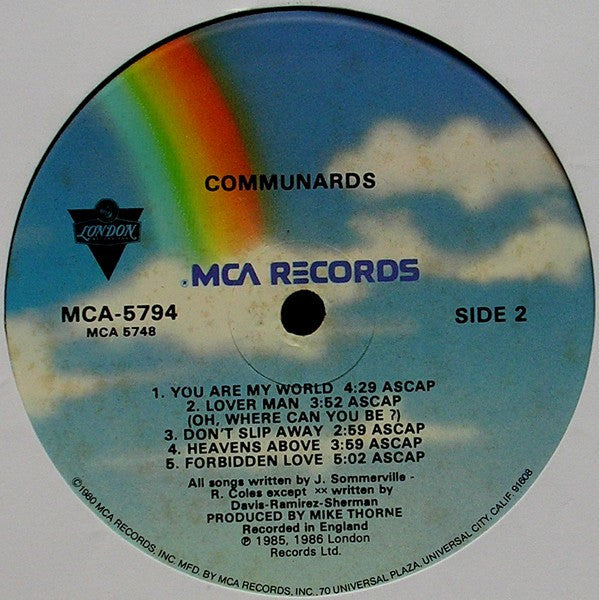 COMMUNARDS
LONDON
MCA RECORDS
MCA-5794
MCA 5748
SIDE 2
1. YOU ARE MY WORLD 4:29 ASCAP
2. LOVER MAN 3:52 ASCAP
(OH, WHERE CAN YOU BE ?)
3. DON'T SLIP AWAY 2:59 ASCAP
4. HEAVENS ABOVE 3:59 ASCAP
5. FORBIDDEN LOVE 5:02 ASCAP
All songs written by J. Sommerville -
R. Coles except xx written by
Davis-Ramirez-Sherman
PRODUCED BY MIKE THORNE
Recorded in England
℗ 1985, 1986 London
Records Ltd.
©1980 MCA RECORDS, INC. MFD. BY MCA RECORDS, INC., 70 UNIVERSAL PLAZA, UNIVERSAL CITY, CALIF. 91608